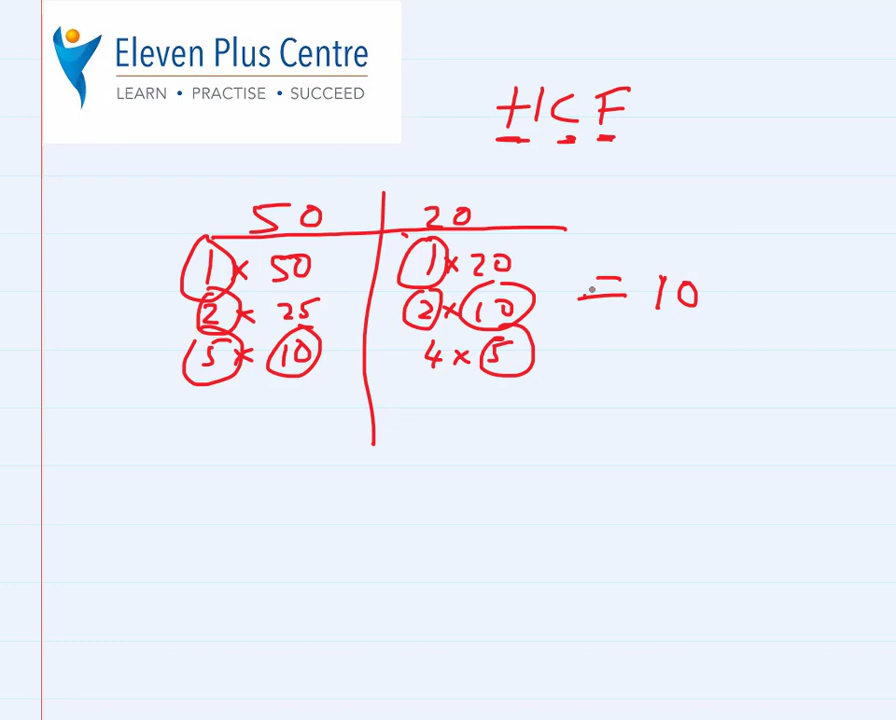 Eleven Plus Centre
LEARN • PRACTISE • SUCCEED
HCF
50 | 20
1 × 50 | 1 × 20
2 × 25 | 2 × 10 = 10
5 × 10 | 4 × 5